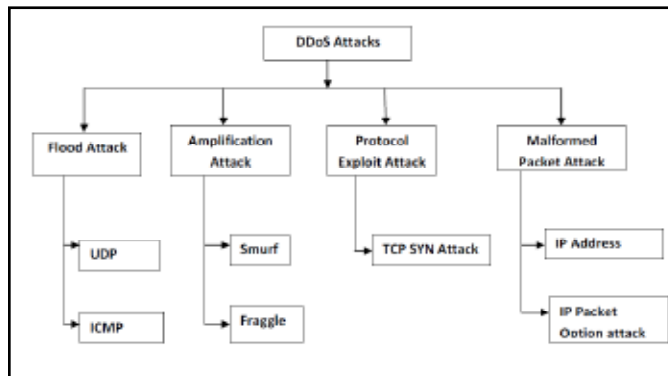 DDoS Attacks
Flood Attack
Amplification
Attack
Protocol
Exploit Attack
Malformed
Packet Attack
UDP
ICMP
Smurf
Fraggle
TCP SYN Attack
IP Address
IP Packet
Option attack